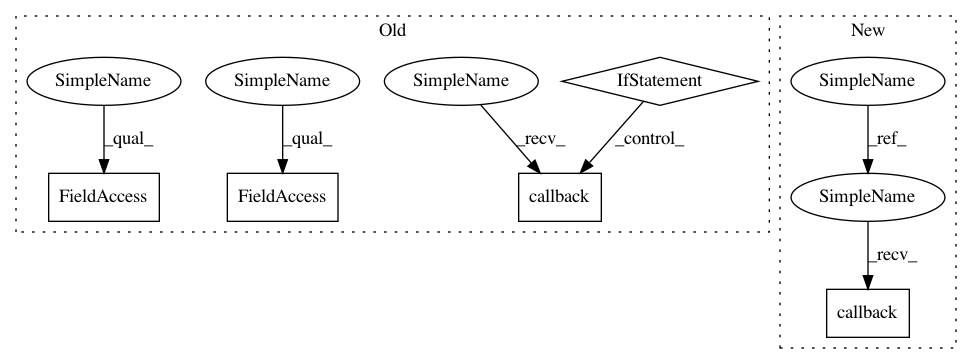 Old
New
SimpleName
SimpleName
SimpleName
IfStatement
SimpleName
_qual_
_qual_
_recv_
_control_
_ref_
FieldAccess
FieldAccess
callback
SimpleName
_recv_
callback